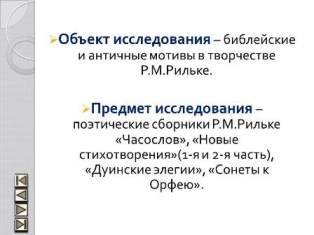 Объект исследования – библейские
и античные мотивы в творчестве
Р.М.Рильке.
Предмет исследования –
поэтические сборники Р.М.Рильке
«Часослов», «Новые
стихотворения»(1-я и 2-я часть),
«Дуинские элегии», «Сонеты к
Орфею».